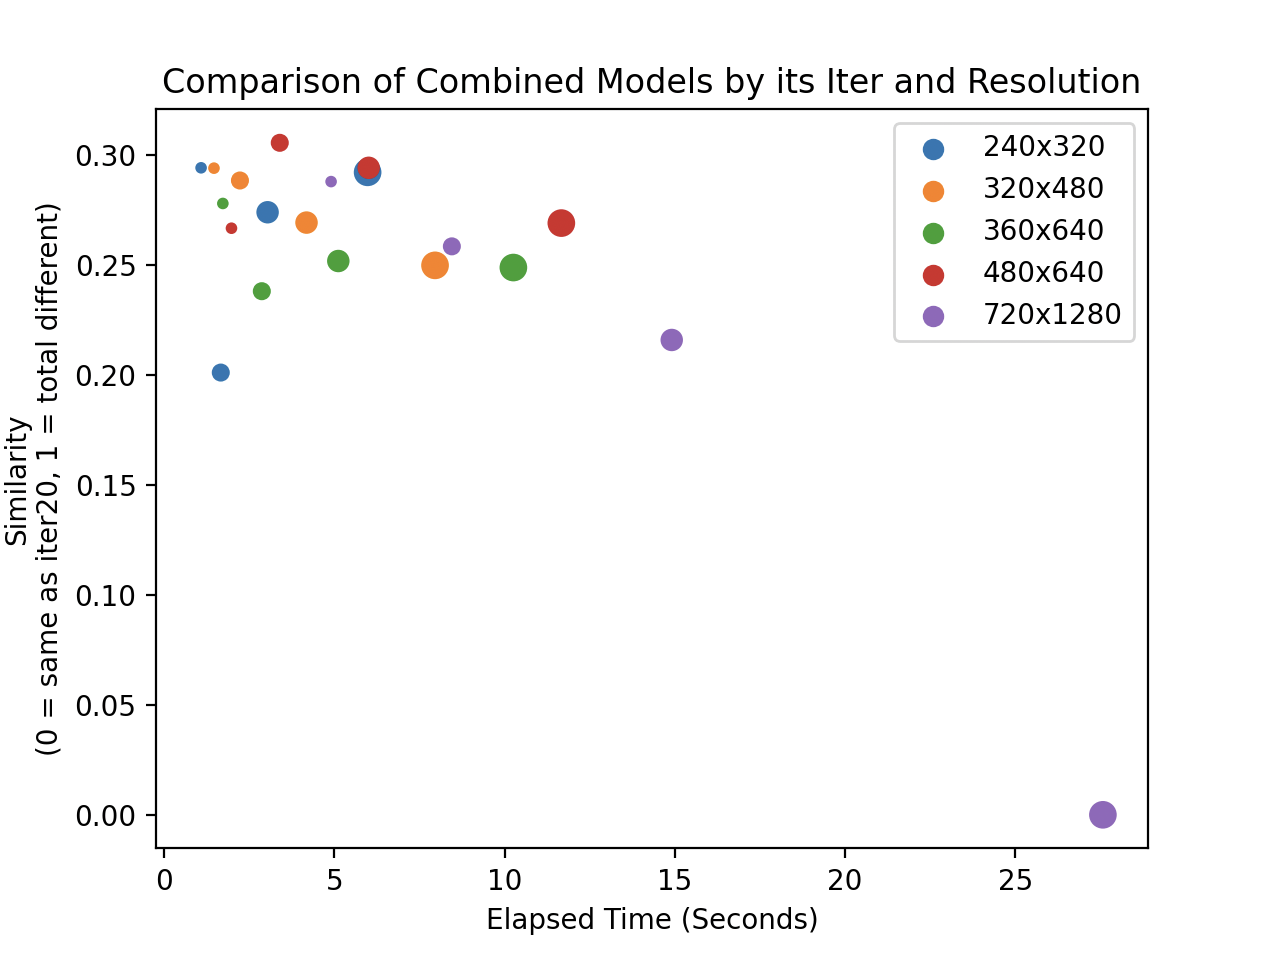 Comparison of Combined Models by its Iter and Resolution
Similarity
(0 = same as iter20, 1 = total different)
0.30
0.25
0.20
0.15
0.10
0.05
0.00
240x320
320x480
360x640
480x640
720x1280
0 5 10 15 20 25
Elapsed Time (Seconds)